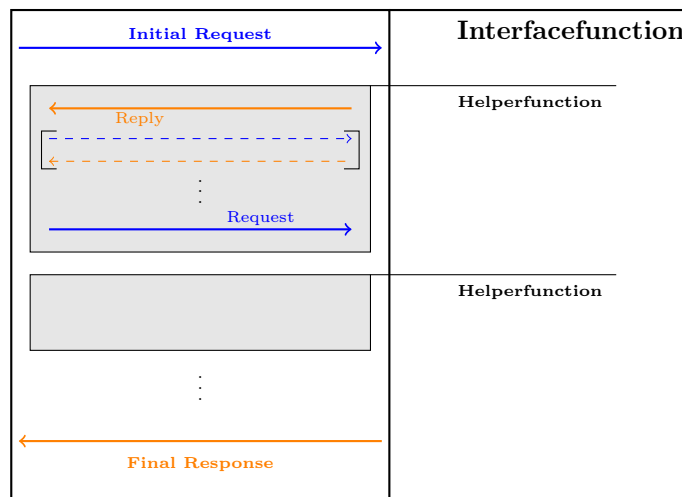 Initial Request
Interfacefunction
Helperfunction
Reply
Request
Helperfunction
Final Response